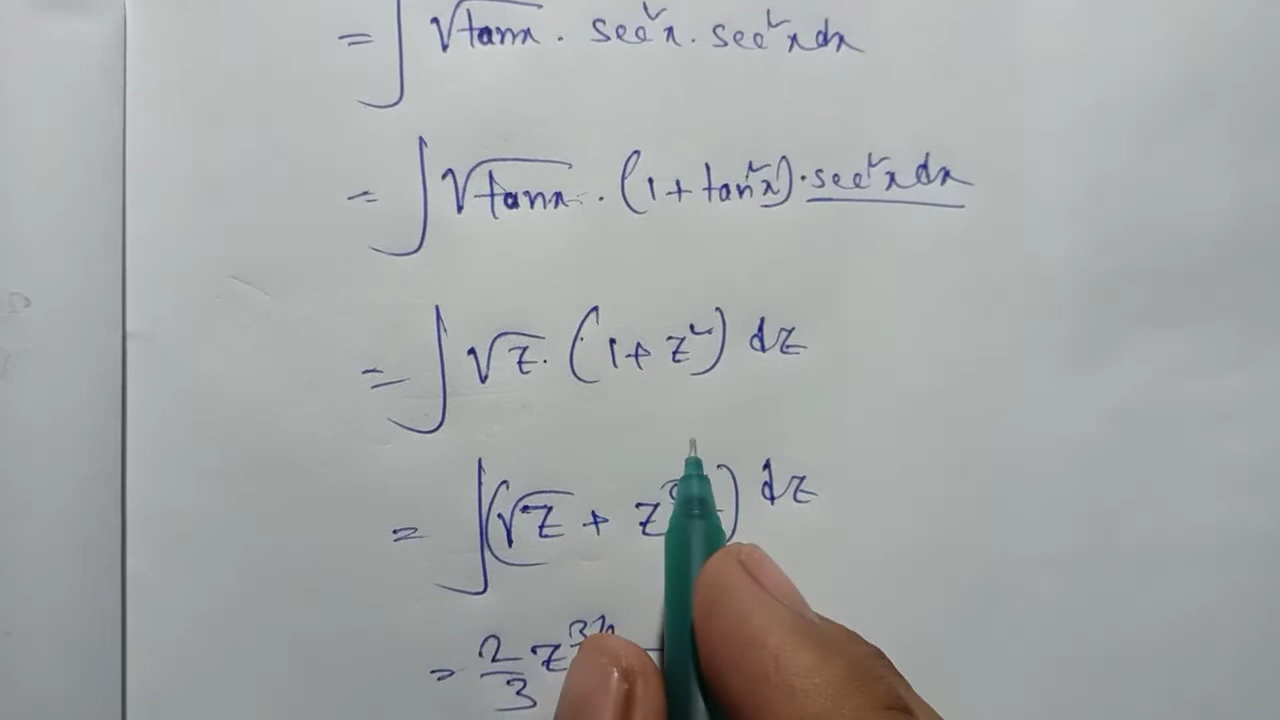 = ∫ √tanx · sec²x · sec²x dx
= ∫ √tanx · (1 + tan²x) · sec²x dx
= ∫ √z · (1 + z²) dz
= ∫ (√z + z ) dz
= 2/3 z^3/2